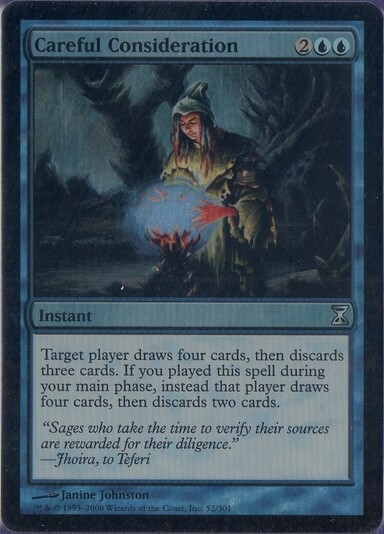 Careful Consideration 2
Instant
Target player draws four cards, then discards
three cards. If you played this spell during
your main phase, instead that player draws
four cards, then discards two cards.
“Sages who take the time to verify their sources
are rewarded for their diligence.”
—Jhoira, to Teferi
Janine Johnston
™ & © 1993–2006 Wizards of the Coast, Inc. 52/301